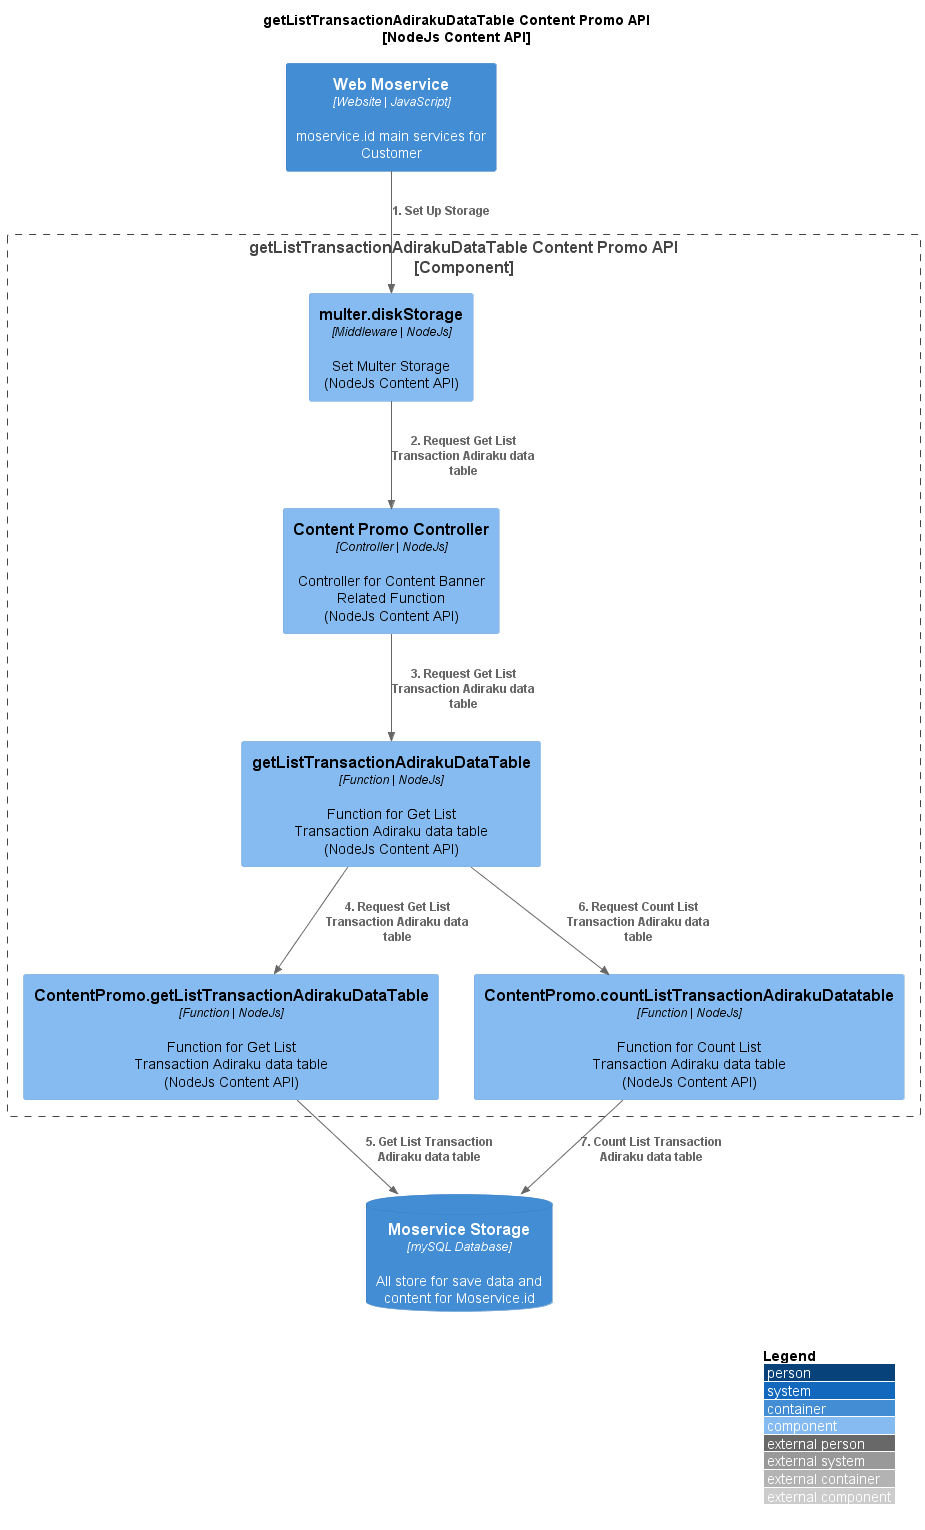 getListTransactionAdirakuDataTable Content Promo API
[NodeJs Content API]
Web Moservice
[Website | JavaScript]
moservice.id main services for
Customer
1. Set Up Storage
getListTransactionAdirakuDataTable Content Promo API
[Component]
multer.diskStorage
[Middleware | NodeJs]
Set Multer Storage
(NodeJs Content API)
2. Request Get List
Transaction Adiraku data
table
Content Promo Controller
[Controller | NodeJs]
Controller for Content Banner
Related Function
(NodeJs Content API)
3. Request Get List
Transaction Adiraku data
table
getListTransactionAdirakuDataTable
[Function | NodeJs]
Function for Get List
Transaction Adiraku data table
(NodeJs Content API)
4. Request Get List
Transaction Adiraku data
table
6. Request Count List
Transaction Adiraku data
table
ContentPromo.getListTransactionAdirakuDataTable
[Function | NodeJs]
Function for Get List
Transaction Adiraku data table
(NodeJs Content API)
ContentPromo.countListTransactionAdirakuDatatable
[Function | NodeJs]
Function for Count List
Transaction Adiraku data table
(NodeJs Content API)
5. Get List Transaction
Adiraku data table
7. Count List Transaction
Adiraku data table
Moservice Storage
[mySQL Database]
All store for save data and
content for Moservice.id
Legend
person
system
container
component
external person
external system
external container
external component